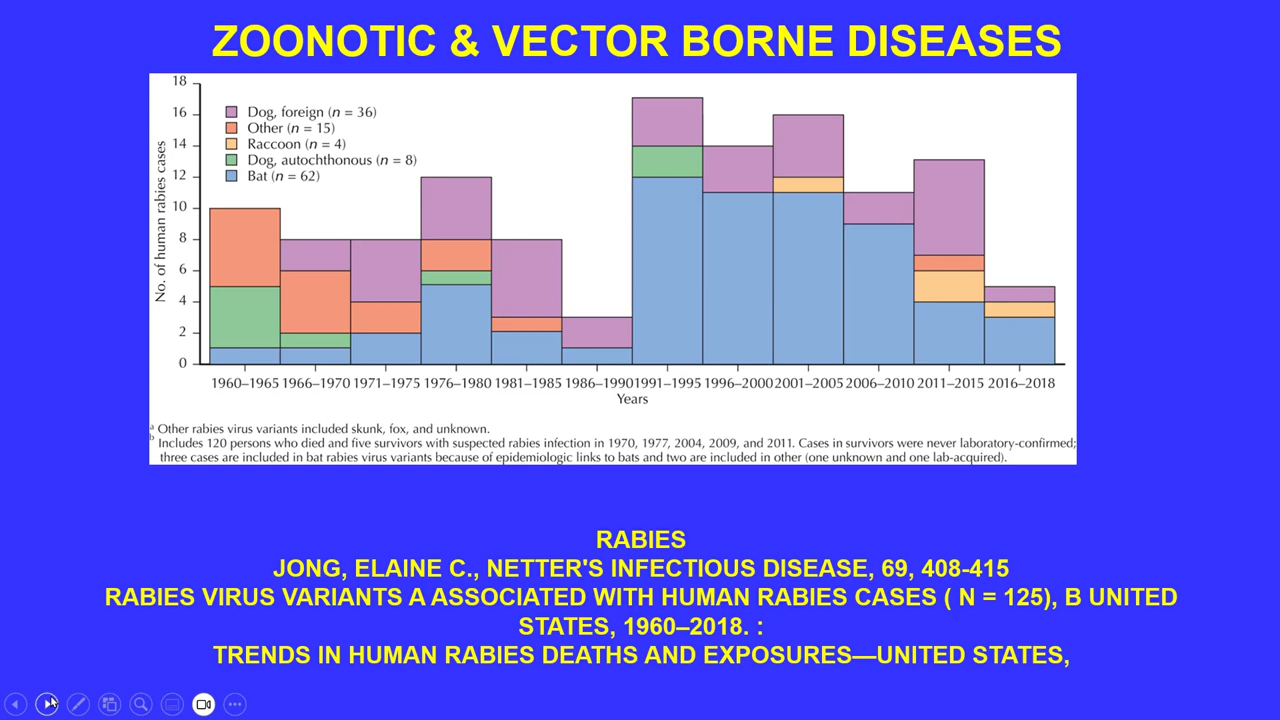 ZOONOTIC & VECTOR BORNE DISEASES
18
16
14
12
10
8
6
4
2
0
No. of human rabies cases
Dog, foreign (n = 36)
Other (n = 15)
Raccoon (n = 4)
Dog, autochthonous (n = 8)
Bat (n = 62)
1960–1965 1966–1970 1971–1975 1976–1980 1981–1985 1986–1990 1991–1995 1996–2000 2001–2005 2006–2010 2011–2015 2016–2018
Years
a Other rabies virus variants included skunk, fox, and unknown.
b Includes 120 persons who died and five survivors with suspected rabies infection in 1970, 1977, 2004, 2009, and 2011. Cases in survivors were never laboratory-confirmed;
three cases are included in bat rabies virus variants because of epidemiologic links to bats and two are included in other (one unknown and one lab-acquired).
RABIES
JONG, ELAINE C., NETTER'S INFECTIOUS DISEASE, 69, 408-415
RABIES VIRUS VARIANTS A ASSOCIATED WITH HUMAN RABIES CASES ( N = 125), B UNITED
STATES, 1960–2018. :
TRENDS IN HUMAN RABIES DEATHS AND EXPOSURES—UNITED STATES,